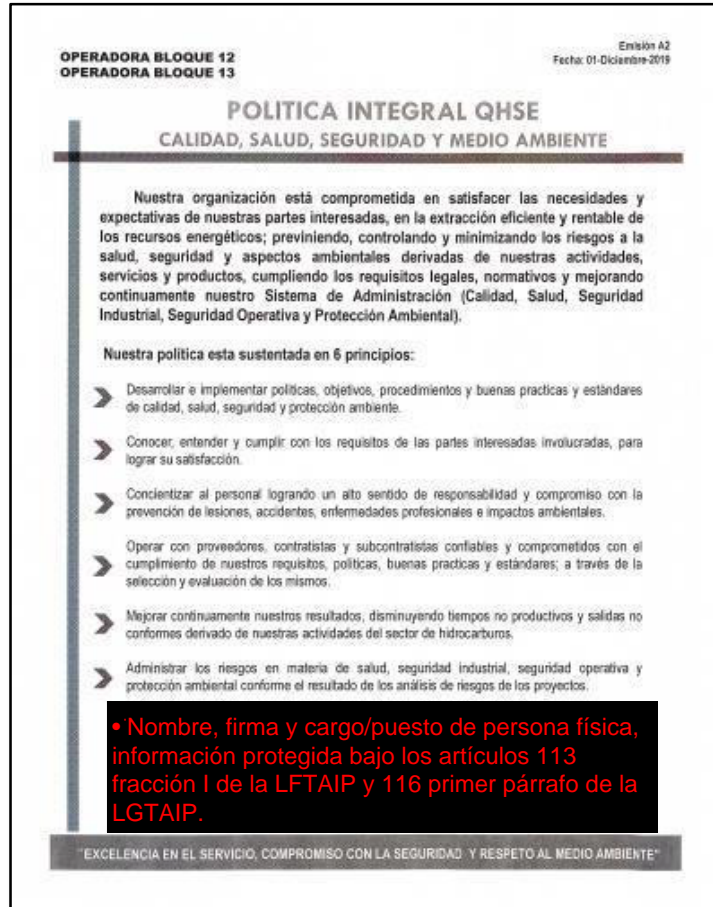 OPERADORA BLOQUE 12
OPERADORA BLOQUE 13
Emisión A2
Fecha: 01-Diciembre-2019
POLITICA INTEGRAL QHSE
CALIDAD, SALUD, SEGURIDAD Y MEDIO AMBIENTE
Nuestra organización está comprometida en satisfacer las necesidades y
expectativas de nuestras partes interesadas, en la extracción eficiente y rentable de
los recursos energéticos; previniendo, controlando y minimizando los riesgos a la
salud, seguridad y aspectos ambientales derivadas de nuestras actividades,
servicios y productos, cumpliendo los requisitos legales, normativos y mejorando
continuamente nuestro Sistema de Administración (Calidad, Salud, Seguridad
Industrial, Seguridad Operativa y Protección Ambiental).
Nuestra política esta sustentada en 6 principios:
Desarrollar e implementar políticas, objetivos, procedimientos y buenas practicas y estándares
de calidad, salud, seguridad y protección ambiente.
Conocer, entender y cumplir con los requisitos de las partes interesadas involucradas, para
lograr su satisfacción.
Concientizar al personal logrando un alto sentido de responsabilidad y compromiso con la
prevención de lesiones, accidentes, enfermedades profesionales e impactos ambientales.
Operar con proveedores, contratistas y subcontratistas confiables y comprometidos con el
cumplimiento de nuestros requisitos, políticas, buenas practicas y estándares; a través de la
selección y evaluación de los mismos.
Mejorar continuamente nuestros resultados, disminuyendo tiempos no productivos y salidas no
conformes derivado de nuestras actividades del sector de hidrocarburos.
Administrar los riesgos en materia de salud, seguridad industrial, seguridad operativa y
protección ambiental conforme el resultado de los análisis de riesgos de los proyectos.
• Nombre, firma y cargo/puesto de persona física,
información protegida bajo los artículos 113
fracción I de la LFTAIP y 116 primer párrafo de la
LGTAIP.
"EXCELENCIA EN EL SERVICIO, COMPROMISO CON LA SEGURIDAD Y RESPETO AL MEDIO AMBIENTE"